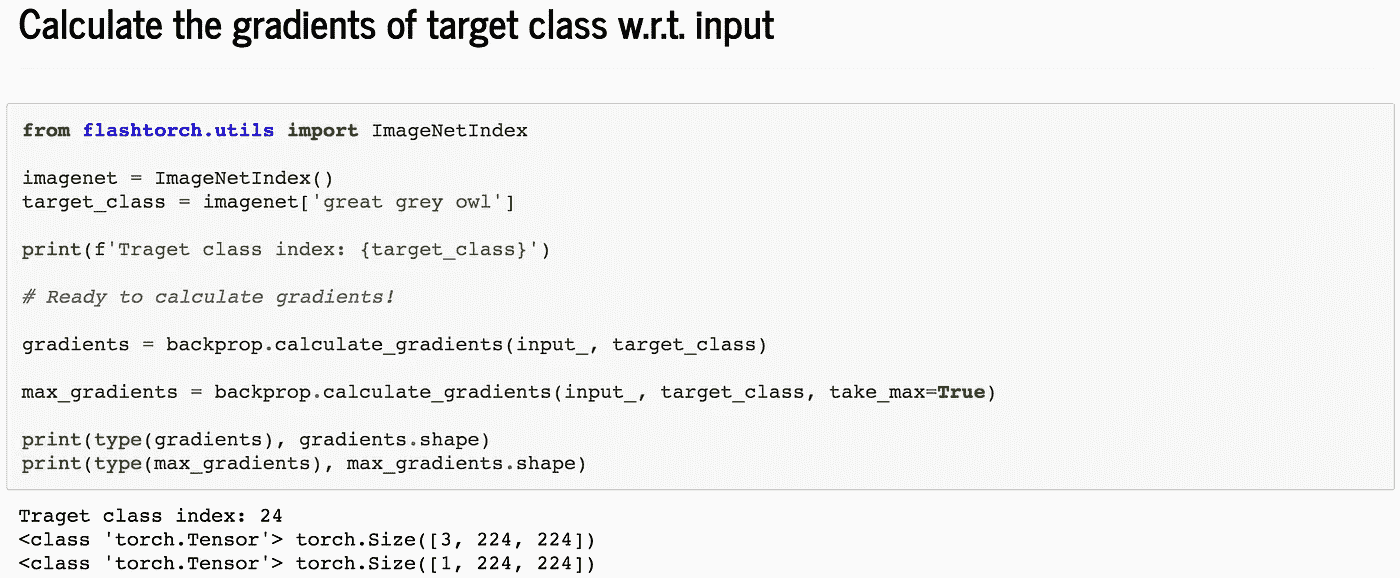 Calculate the gradients of target class w.r.t. input
from flashtorch.utils import ImageNetIndex
imagenet = ImageNetIndex()
target_class = imagenet['great grey owl']
print(f'Traget class index: {target_class}')
# Ready to calculate gradients!
gradients = backprop.calculate_gradients(input_, target_class)
max_gradients = backprop.calculate_gradients(input_, target_class, take_max=True)
print(type(gradients), gradients.shape)
print(type(max_gradients), max_gradients.shape)
Traget class index: 24
<class 'torch.Tensor'> torch.Size([3, 224, 224])
<class 'torch.Tensor'> torch.Size([1, 224, 224])